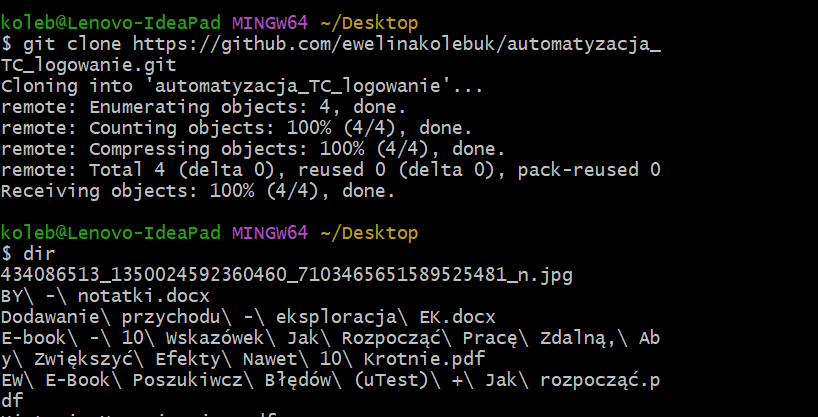 koleb@Lenovo-IdeaPad MINGW64 ~/Desktop
$ git clone https://github.com/ewelinakolebuk/automatyzacja_
TC_logowanie.git
Cloning into 'automatyzacja_TC_logowanie'...
remote: Enumerating objects: 4, done.
remote: Counting objects: 100% (4/4), done.
remote: Compressing objects: 100% (4/4), done.
remote: Total 4 (delta 0), reused 0 (delta 0), pack-reused 0
Receiving objects: 100% (4/4), done.
koleb@Lenovo-IdeaPad MINGW64 ~/Desktop
$ dir
434086513_1350024592360460_7103465651589525481_n.jpg
BY\ -\ notatki.docx
Dodawanie\ przychodu\ -\ eksploracja\ EK.docx
E-book\ -\ 10\ Wskazówek\ Jak\ Rozpocząć\ Pracę\ Zdalną,\ Ab
y\ Zwiększyć\ Efekty\ Nawet\ 10\ Krotnie.pdf
EW\ E-Book\ Poszukiwcz\ Błędów\ (uTest)\ +\ Jak\ rozpocząć.p
df